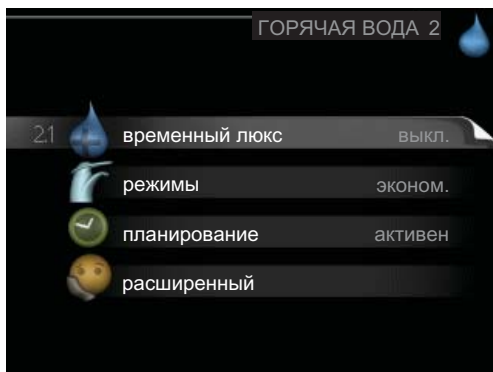 ГОРЯЧАЯ ВОДА 2
2.1 временный люкс выкл.
режимы эконом.
планирование активен
расширенный